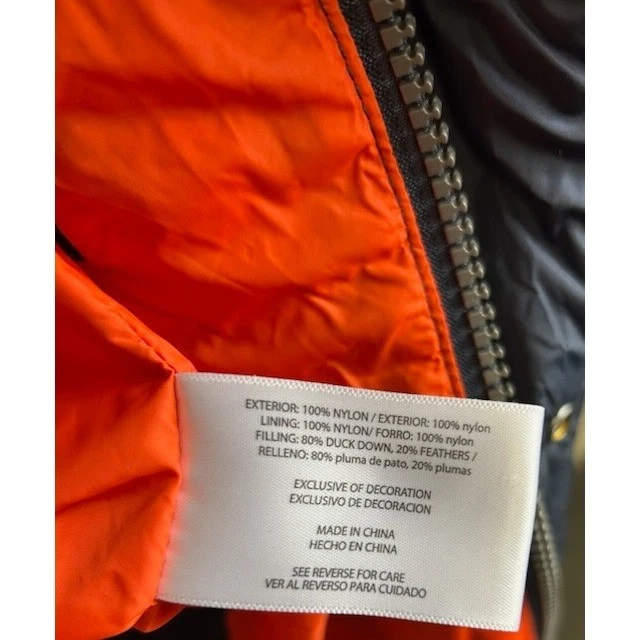 EXTERIOR: 100% NYLON / EXTERIOR: 100% nylon
LINING: 100% NYLON/ FORRO: 100% nylon
FILLING: 80% DUCK DOWN, 20% FEATHERS /
RELLENO: 80% pluma de pato, 20% plumas
EXCLUSIVE OF DECORATION
EXCLUSIVO DE DECORACION
MADE IN CHINA
HECHO EN CHINA
SEE REVERSE FOR CARE
VER AL REVERSO PARA CUIDADO